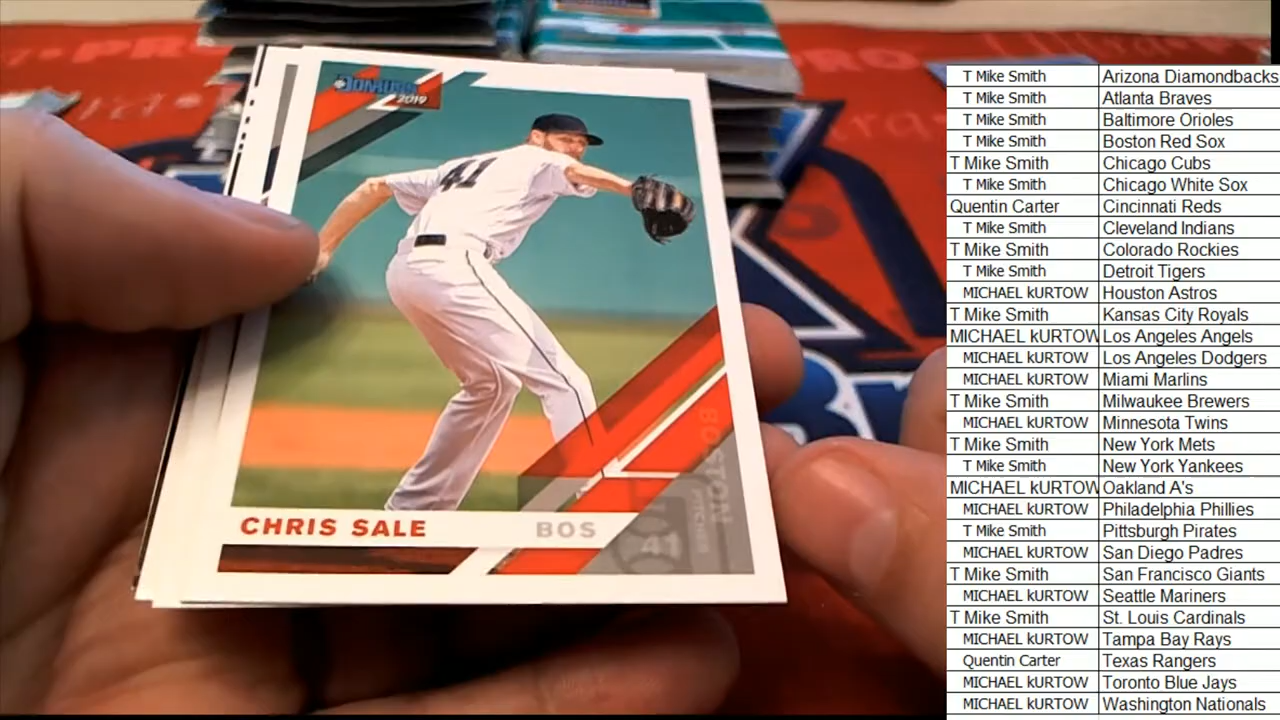 DONRUSS
2019
41
CHRIS SALE
BOS
PITCHER
41
T Mike Smith Arizona Diamondbacks
T Mike Smith Atlanta Braves
T Mike Smith Baltimore Orioles
T Mike Smith Boston Red Sox
T Mike Smith Chicago Cubs
T Mike Smith Chicago White Sox
Quentin Carter Cincinnati Reds
T Mike Smith Cleveland Indians
T Mike Smith Colorado Rockies
T Mike Smith Detroit Tigers
MICHAEL kURTOW Houston Astros
T Mike Smith Kansas City Royals
MICHAEL kURTOW Los Angeles Angels
MICHAEL kURTOW Los Angeles Dodgers
MICHAEL kURTOW Miami Marlins
T Mike Smith Milwaukee Brewers
MICHAEL kURTOW Minnesota Twins
T Mike Smith New York Mets
T Mike Smith New York Yankees
MICHAEL kURTOW Oakland A's
MICHAEL kURTOW Philadelphia Phillies
T Mike Smith Pittsburgh Pirates
MICHAEL kURTOW San Diego Padres
T Mike Smith San Francisco Giants
MICHAEL kURTOW Seattle Mariners
T Mike Smith St. Louis Cardinals
MICHAEL kURTOW Tampa Bay Rays
Quentin Carter Texas Rangers
MICHAEL kURTOW Toronto Blue Jays
MICHAEL kURTOW Washington Nationals